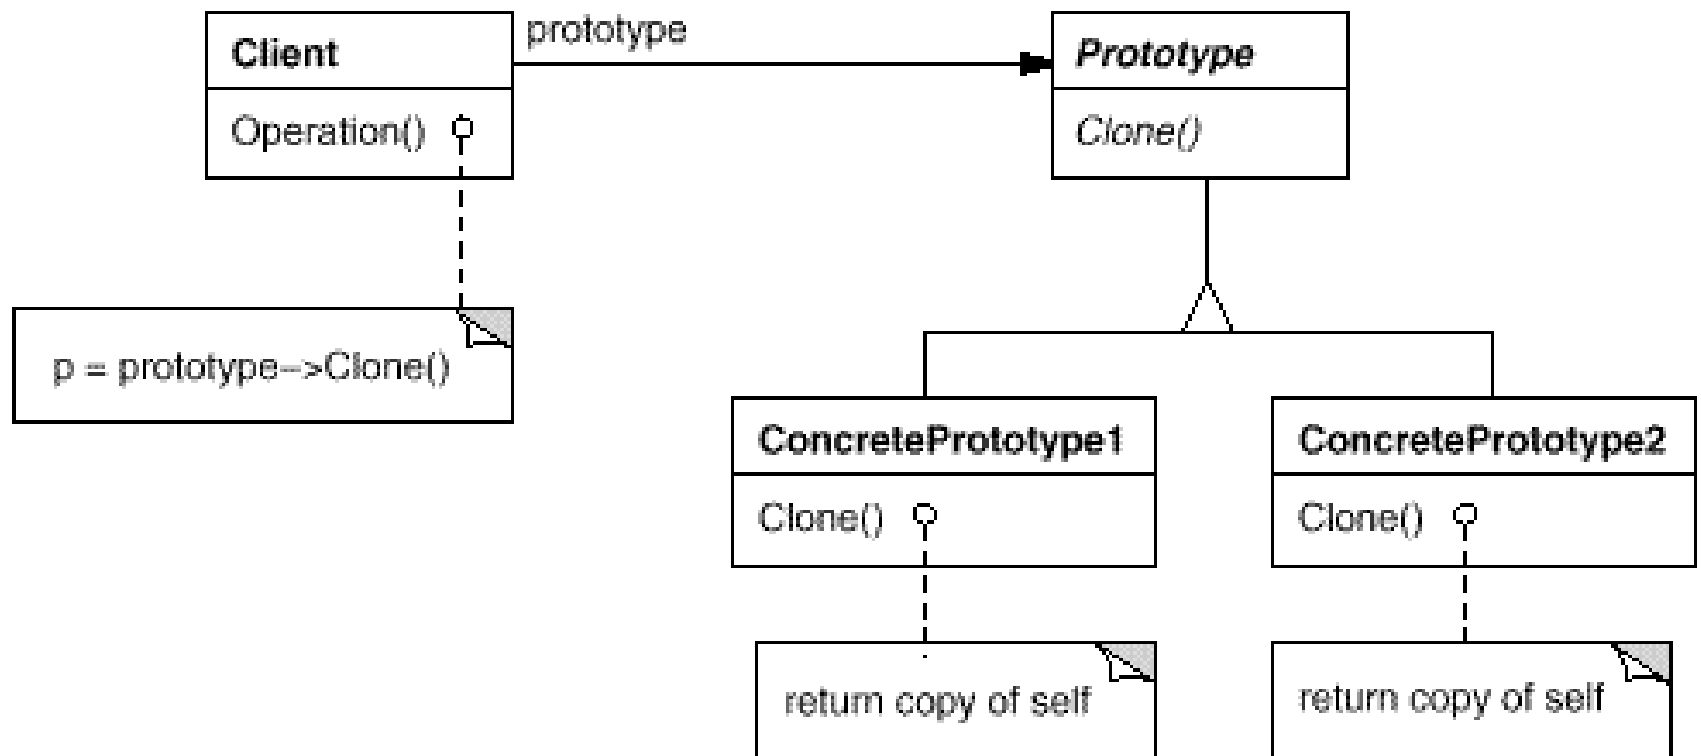 Client
prototype
Prototype
Operation()
Clone()
p = prototype–>Clone()
ConcretePrototype1
ConcretePrototype2
Clone()
Clone()
return copy of self
return copy of self